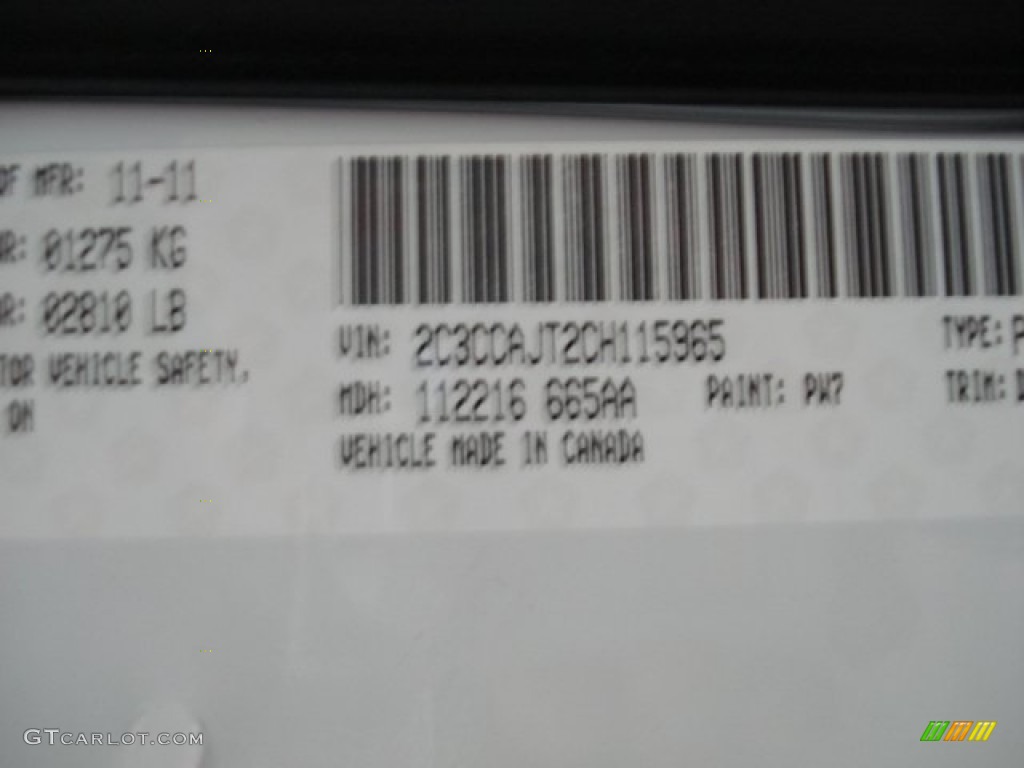 OF MFR: 11-11
R: 01275 KG
R: 02810 LB
TOR VEHICLE SAFETY,
ON
VIN: 2C3CCAJT2CH115965 TYPE: P
MDH: 112216 665AA PAINT: PW7 TRIM: D
VEHICLE MADE IN CANADA
GTCARLOT.COM